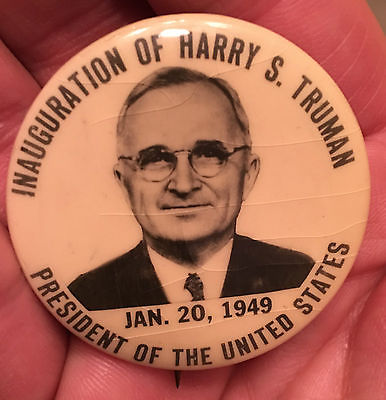 INAUGURATION OF HARRY S. TRUMAN
JAN. 20, 1949
PRESIDENT OF THE UNITED STATES